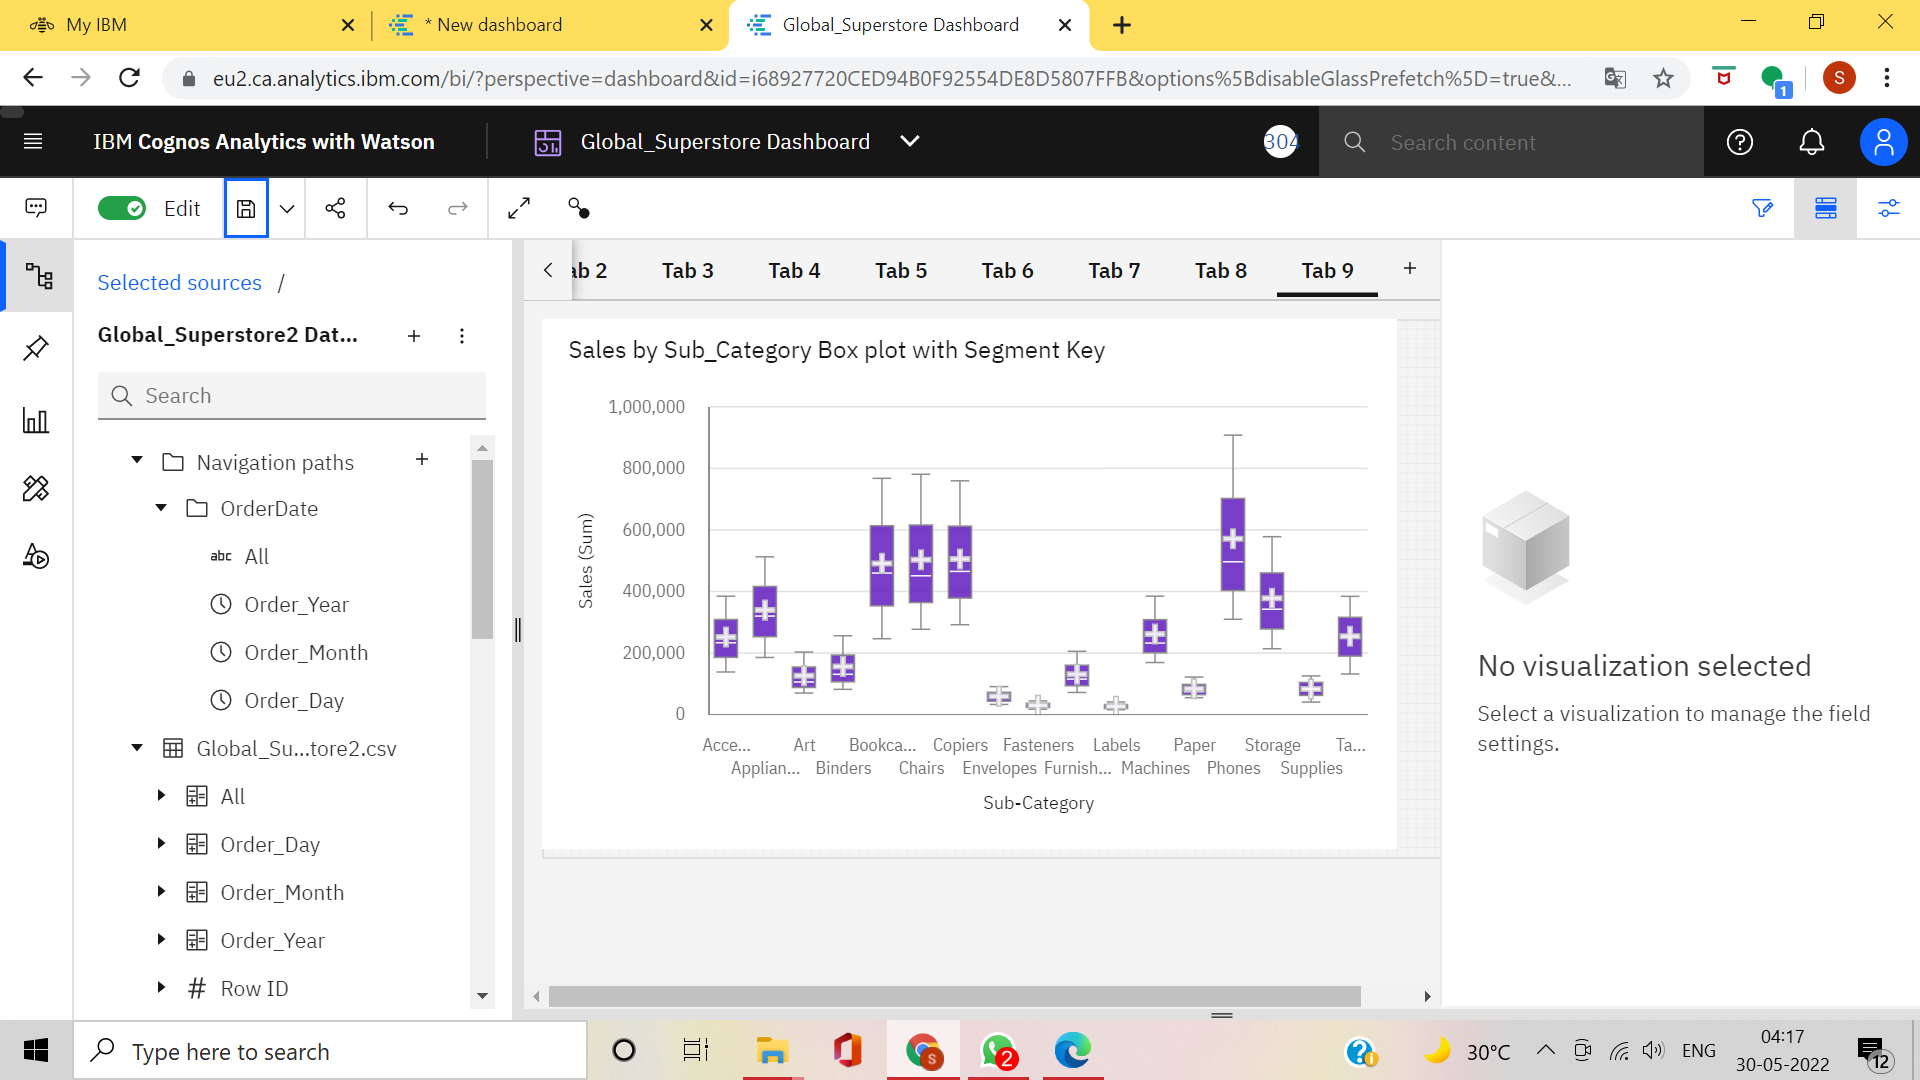 My IBM
* New dashboard
Global_Superstore Dashboard
eu2.ca.analytics.ibm.com/bi/?perspective=dashboard&id=i68927720CED94B0F92554DE8D5807FFB&options%5BdisableGlassPrefetch%5D=true&...
S
1
IBM Cognos Analytics with Watson
Global_Superstore Dashboard
304
Search content
Edit
Selected sources /
Global_Superstore2 Dat...
Search
Navigation paths
OrderDate
abc All
Order_Year
Order_Month
Order_Day
Global_Su...tore2.csv
All
Order_Day
Order_Month
Order_Year
# Row ID
ab 2 Tab 3 Tab 4 Tab 5 Tab 6 Tab 7 Tab 8 Tab 9 +
Sales by Sub_Category Box plot with Segment Key
1,000,000
800,000
600,000
400,000
200,000
0
Sales (Sum)
Acce... Art Bookca... Copiers Fasteners Labels Paper Storage Ta...
Applian... Binders Chairs Envelopes Furnish... Machines Phones Supplies
Sub-Category
No visualization selected
Select a visualization to manage the field
settings.
Type here to search
S
2
30°C
ENG
04:17
30-05-2022
12